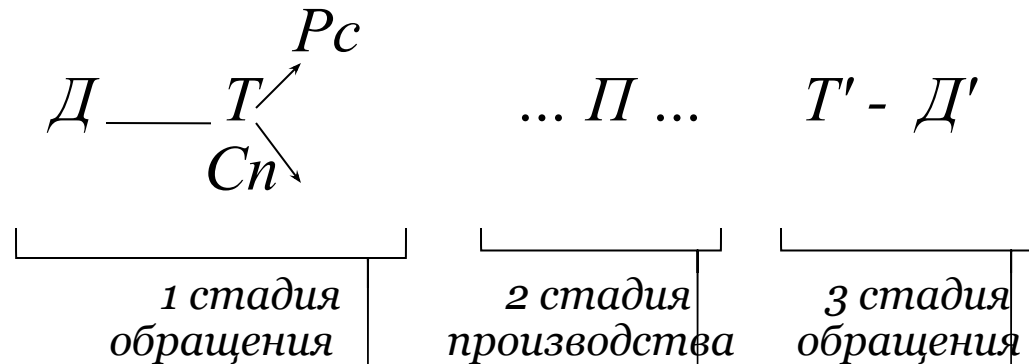 Рс
Д Т ... П ... Т' - Д'
Сп
1 стадия обращения
2 стадия производства
3 стадия обращения